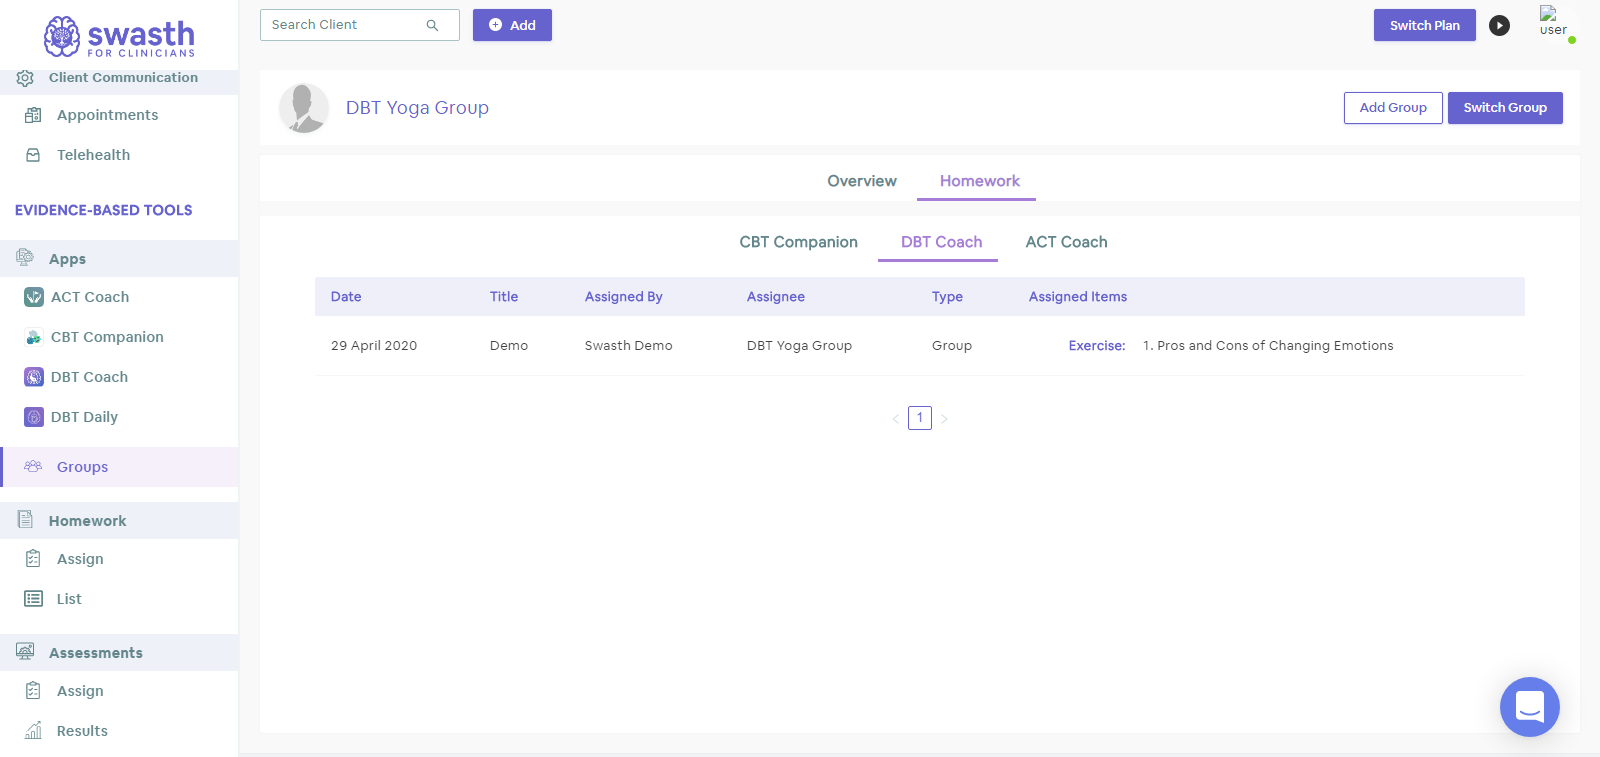 swasth
FOR CLINICIANS
Search Client
Add
Switch Plan
user
Client Communication
Appointments
Telehealth
EVIDENCE-BASED TOOLS
Apps
ACT Coach
CBT Companion
DBT Coach
DBT Daily
Groups
Homework
Assign
List
Assessments
Assign
Results
DBT Yoga Group
Add Group
Switch Group
Overview Homework
CBT Companion DBT Coach ACT Coach
Date Title Assigned By Assignee Type Assigned Items
29 April 2020 Demo Swasth Demo DBT Yoga Group Group Exercise: 1. Pros and Cons of Changing Emotions
< 1 >